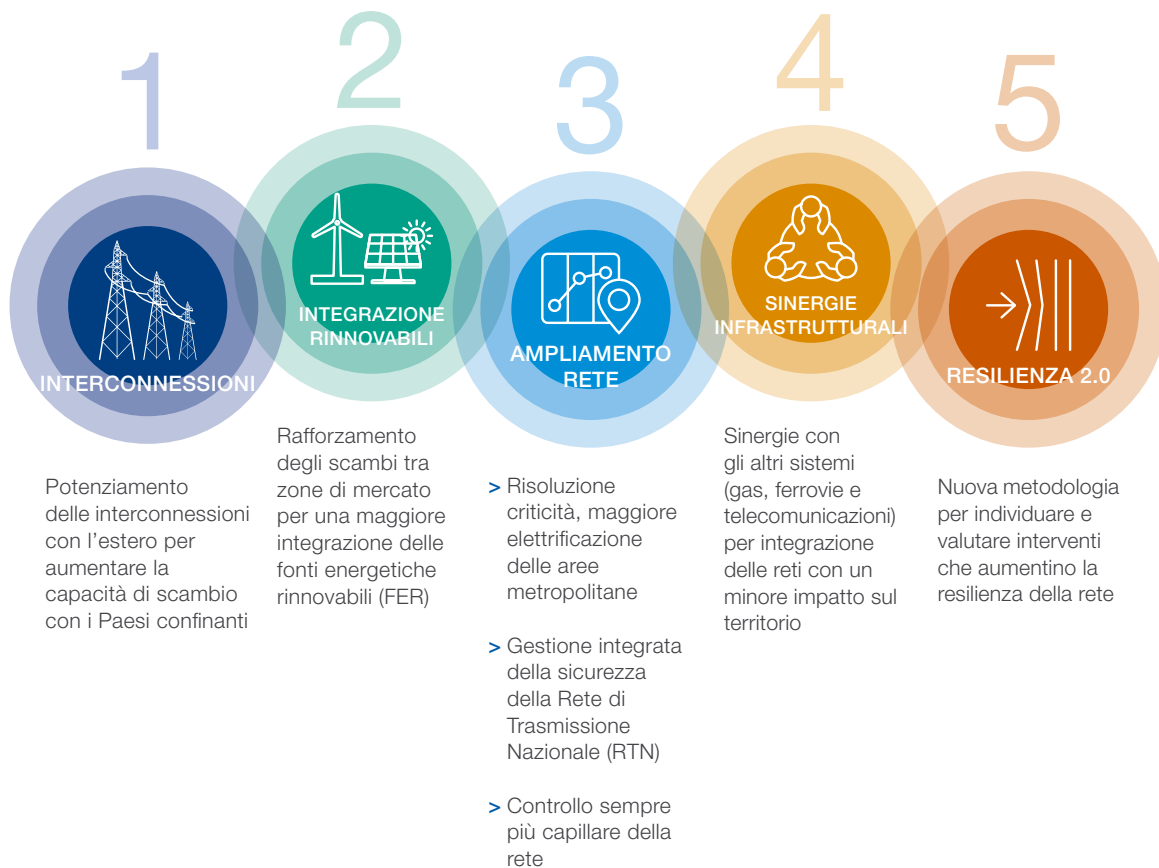 1
INTERCONNESSIONI
Potenziamento
delle interconnessioni
con l'estero per
aumentare la
capacità di scambio
con i Paesi confinanti
2
INTEGRAZIONE
RINNOVABILI
Rafforzamento
degli scambi tra
zone di mercato
per una maggiore
integrazione delle
fonti energetiche
rinnovabili (FER)
3
AMPLIAMENTO
RETE
> Risoluzione
criticità, maggiore
elettrificazione
delle aree
metropolitane
> Gestione integrata
della sicurezza
della Rete di
Trasmissione
Nazionale (RTN)
> Controllo sempre
più capillare della
rete
4
SINERGIE
INFRASTRUTTURALI
Sinergie con
gli altri sistemi
(gas, ferrovie e
telecomunicazioni)
per integrazione
delle reti con un
minore impatto sul
territorio
5
RESILIENZA 2.0
Nuova metodologia
per individuare e
valutare interventi
che aumentino la
resilienza della rete